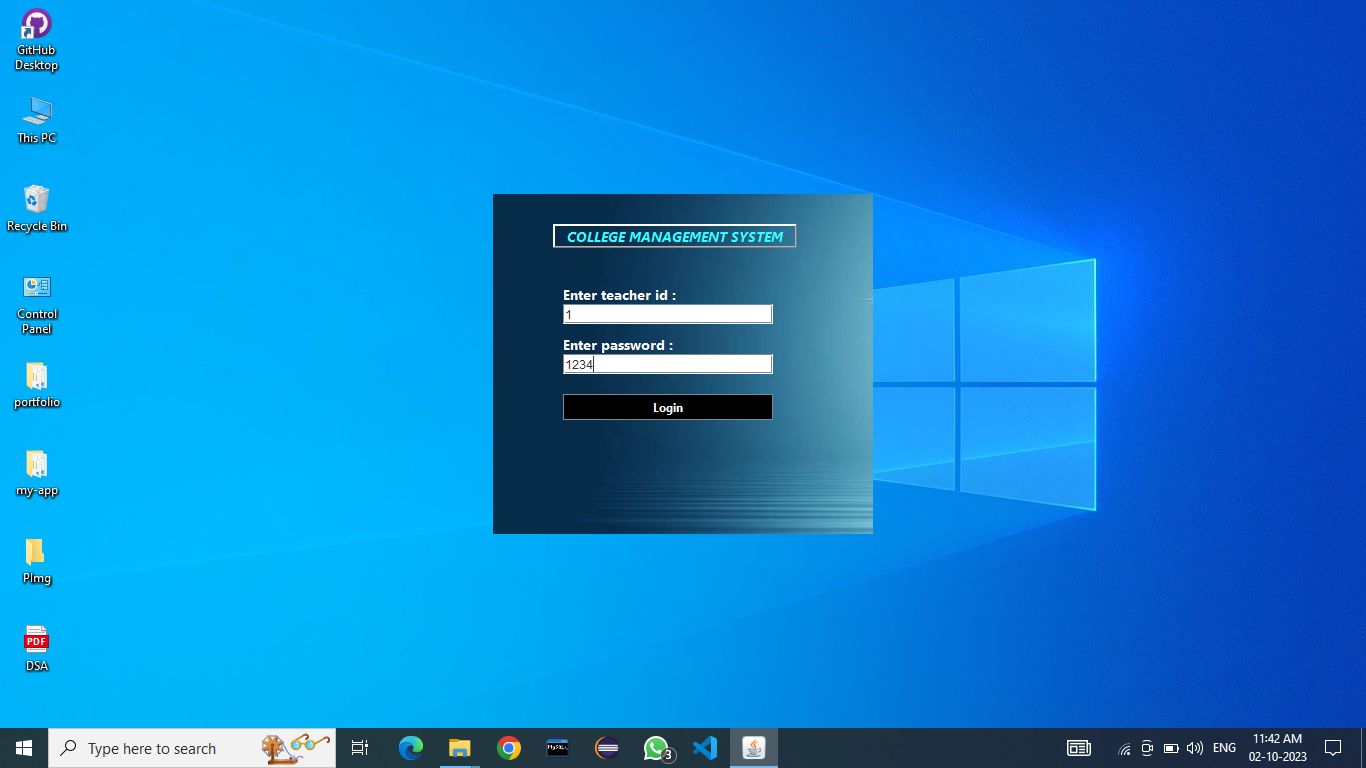 GitHub
Desktop
This PC
Recycle Bin
Control
Panel
portfolio
my-app
PImg
PDF
DSA
COLLEGE MANAGEMENT SYSTEM
Enter teacher id :
1
Enter password :
1234
Login
Type here to search
MySQL
3
ENG
11:42 AM
02-10-2023